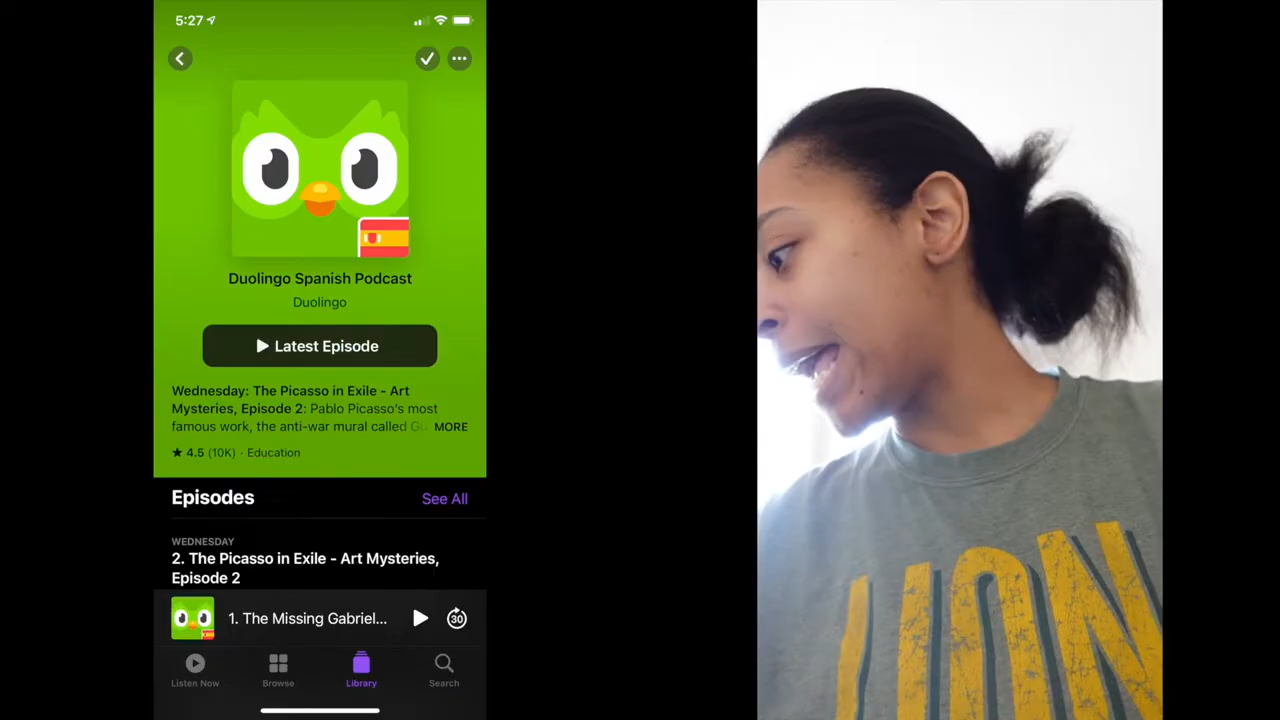 5:27
Duolingo Spanish Podcast
Duolingo
Latest Episode
Wednesday: The Picasso in Exile - Art
Mysteries, Episode 2: Pablo Picasso's most
famous work, the anti-war mural called MORE
★ 4.5 (10K) · Education
Episodes See All
WEDNESDAY
2. The Picasso in Exile - Art Mysteries,
Episode 2
1. The Missing Gabriel...
30
Listen Now Browse Library Search
LION